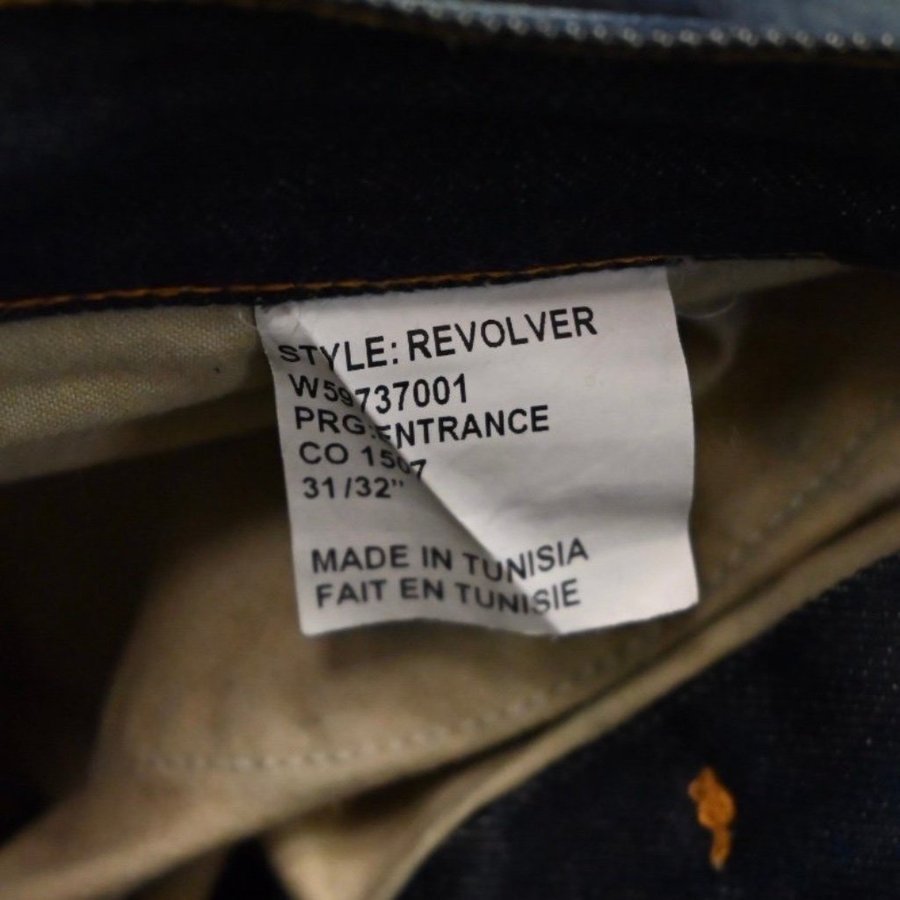 STYLE: REVOLVER
W59737001
PRG:ENTRANCE
CO 1507
31/32"
MADE IN TUNISIA
FAIT EN TUNISIE